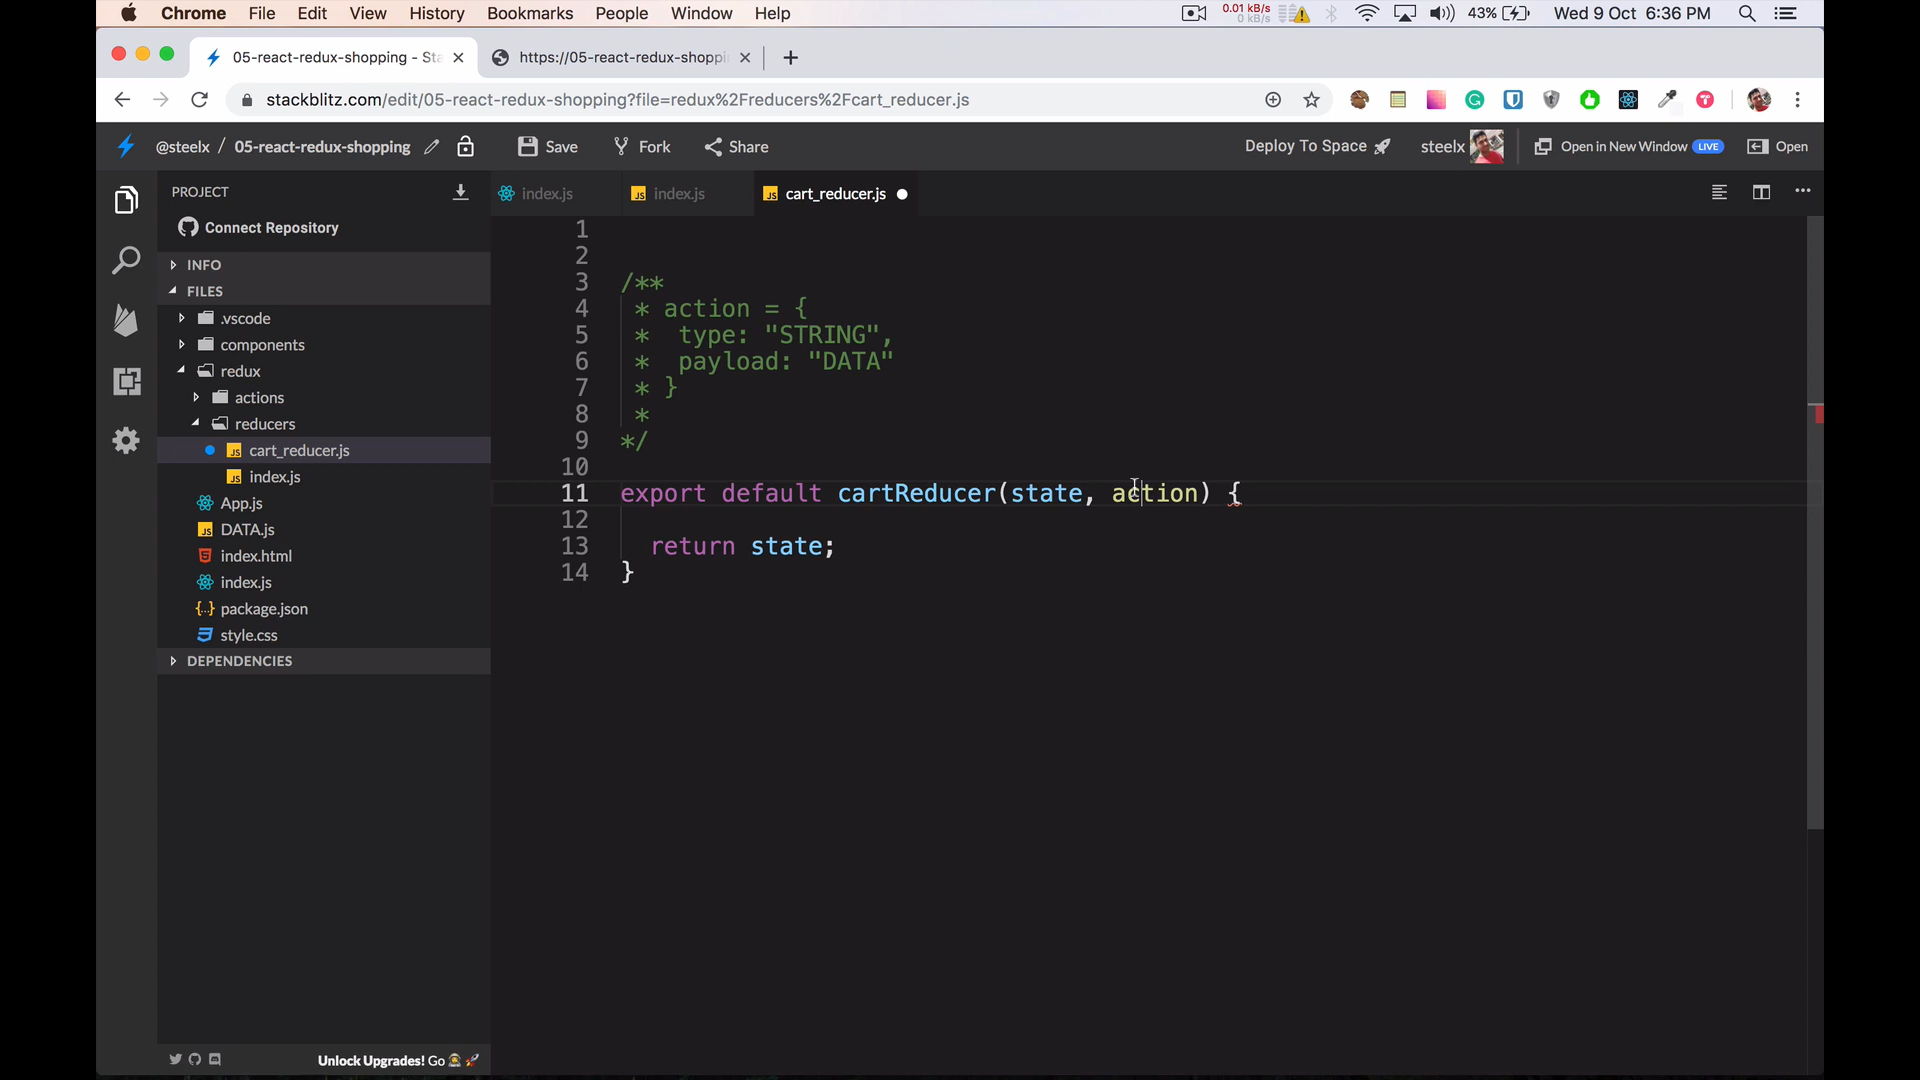 Chrome File Edit View History Bookmarks People Window Help 0.01 kB/s 0 kB/s 43% Wed 9 Oct 6:36 PM
05-react-redux-shopping - Sta https://05-react-redux-shoppi
stackblitz.com/edit/05-react-redux-shopping?file=redux%2Freducers%2Fcart_reducer.js
@steelx / 05-react-redux-shopping Save Fork Share Deploy To Space steelx Open in New Window LIVE Open
PROJECT
Connect Repository
INFO
FILES
.vscode
components
redux
actions
reducers
cart_reducer.js
index.js
App.js
DATA.js
index.html
index.js
package.json
style.css
DEPENDENCIES
Unlock Upgrades! Go
index.js index.js cart_reducer.js
1
2
3 /**
4 * action = {
5 * type: "STRING",
6 * payload: "DATA"
7 * }
8 *
9 */
10
11 export default cartReducer(state, action) {
12
13 return state;
14 }